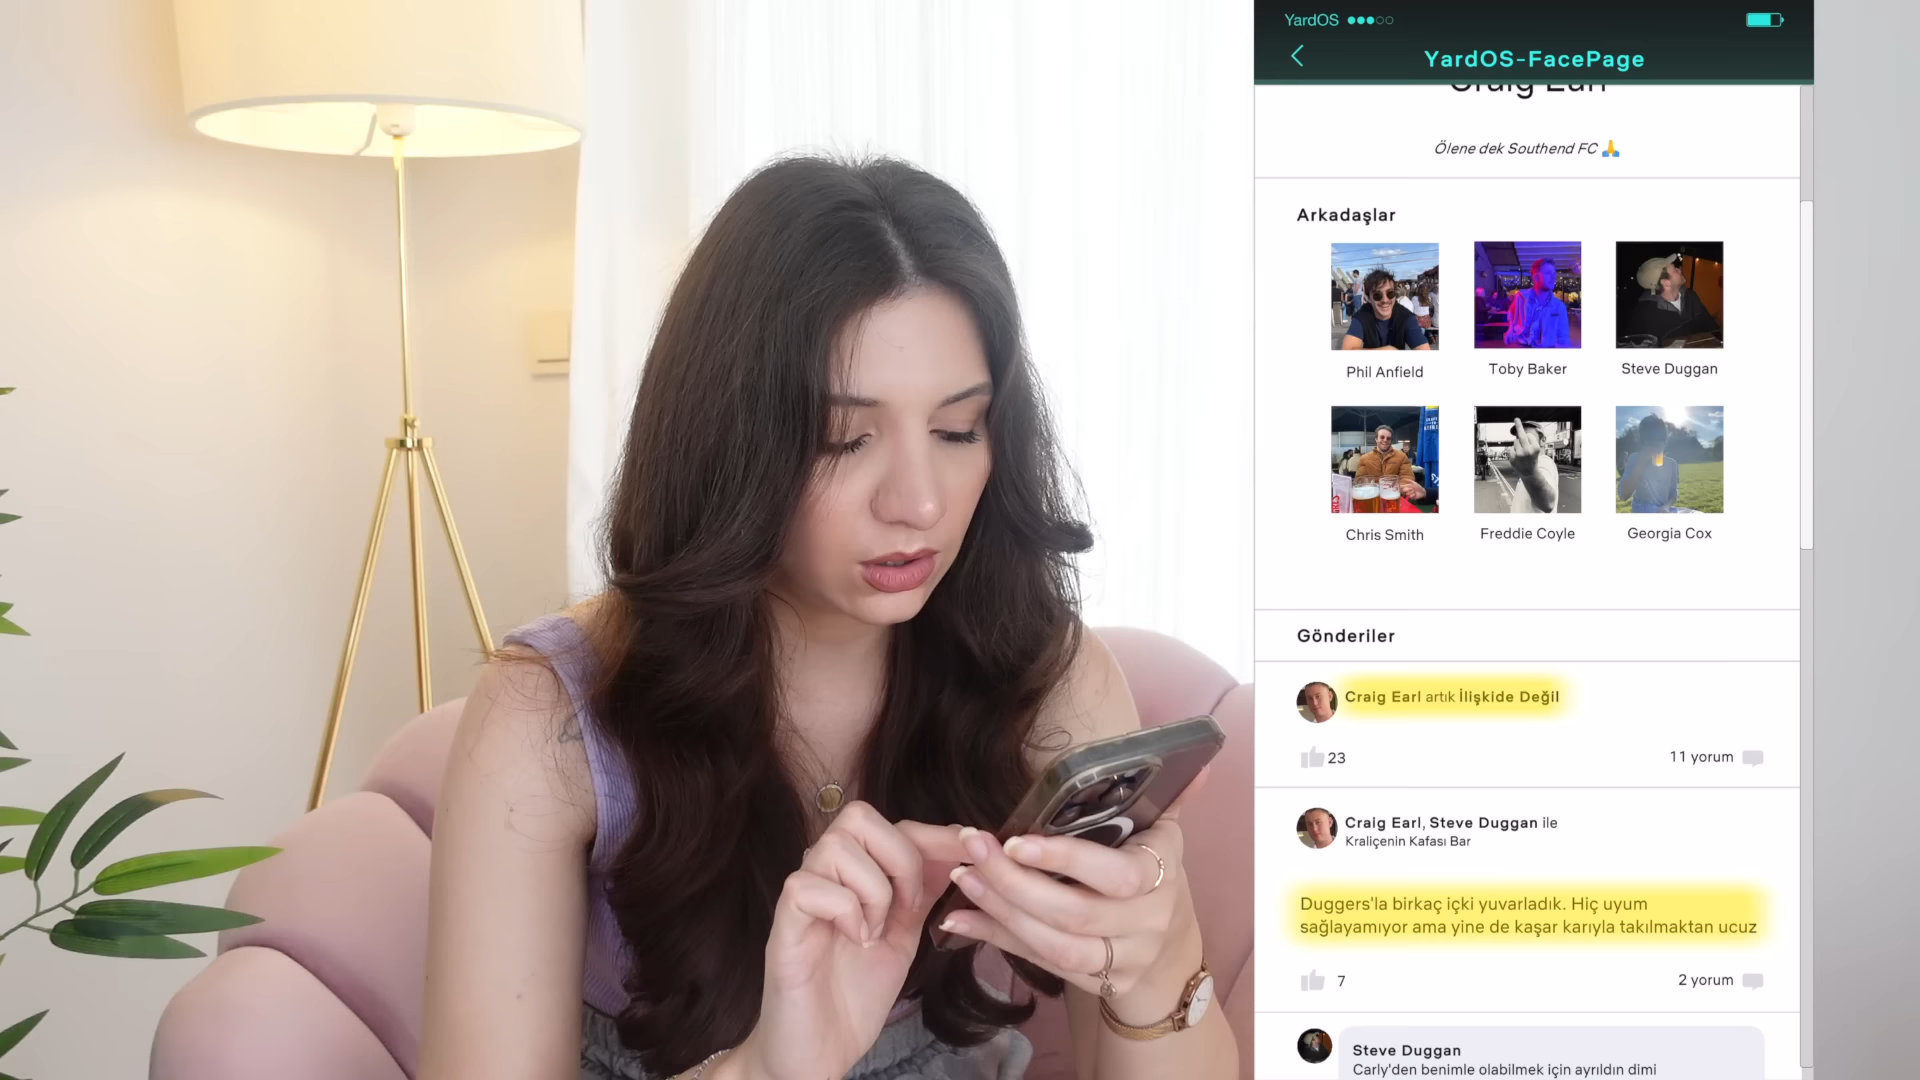 YardOS
YardOS-FacePage
Craig Earl
Ölene dek Southend FC 🙏
Arkadaşlar
Phil Anfield
Toby Baker
Steve Duggan
Chris Smith
Freddie Coyle
Georgia Cox
Gönderiler
Craig Earl artık İlişkide Değil
23
11 yorum
Craig Earl, Steve Duggan ile
Kraliçenin Kafası Bar
Duggers'la birkaç içki yuvarladık. Hiç uyum
sağlayamıyor ama yine de kaşar karıyla takılmaktan ucuz
7
2 yorum
Steve Duggan
Carly'den benimle olabilmek için ayrıldın dimi